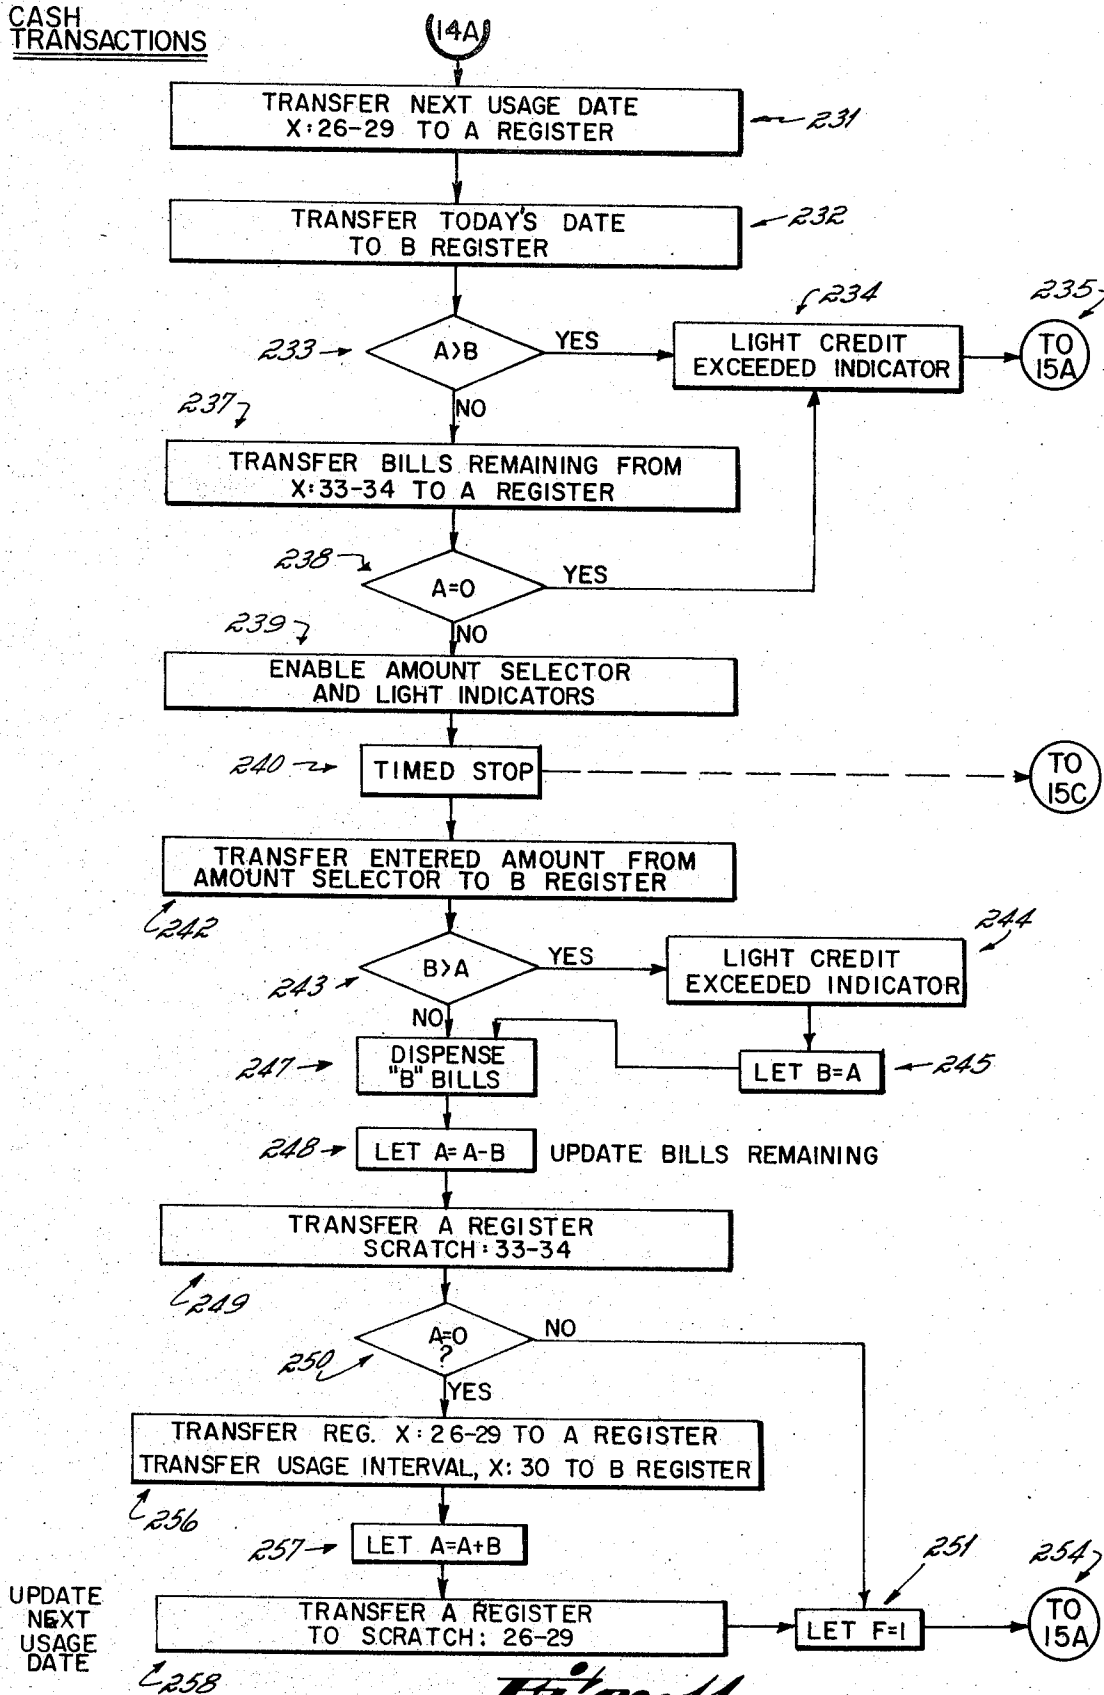 CASH
TRANSACTIONS
14A
TRANSFER NEXT USAGE DATE
X:26-29 TO A REGISTER
231
TRANSFER TODAY'S DATE
TO B REGISTER
232
233
A>B
YES
234
LIGHT CREDIT
EXCEEDED INDICATOR
235
TO
15A
NO
237
TRANSFER BILLS REMAINING FROM
X:33-34 TO A REGISTER
238
A=0
YES
NO
239
ENABLE AMOUNT SELECTOR
AND LIGHT INDICATORS
240
TIMED STOP
TO
15C
TRANSFER ENTERED AMOUNT FROM
AMOUNT SELECTOR TO B REGISTER
242
243
B>A
YES
244
LIGHT CREDIT
EXCEEDED INDICATOR
NO
247
DISPENSE
"B" BILLS
LET B=A
245
248
LET A=A-B
UPDATE BILLS REMAINING
TRANSFER A REGISTER
SCRATCH:33-34
249
250
A=0
?
NO
YES
TRANSFER REG. X:26-29 TO A REGISTER
TRANSFER USAGE INTERVAL, X:30 TO B REGISTER
256
257
LET A=A+B
251
254
UPDATE
NEXT
USAGE
DATE
TRANSFER A REGISTER
TO SCRATCH: 26-29
LET F=1
TO
15A
258